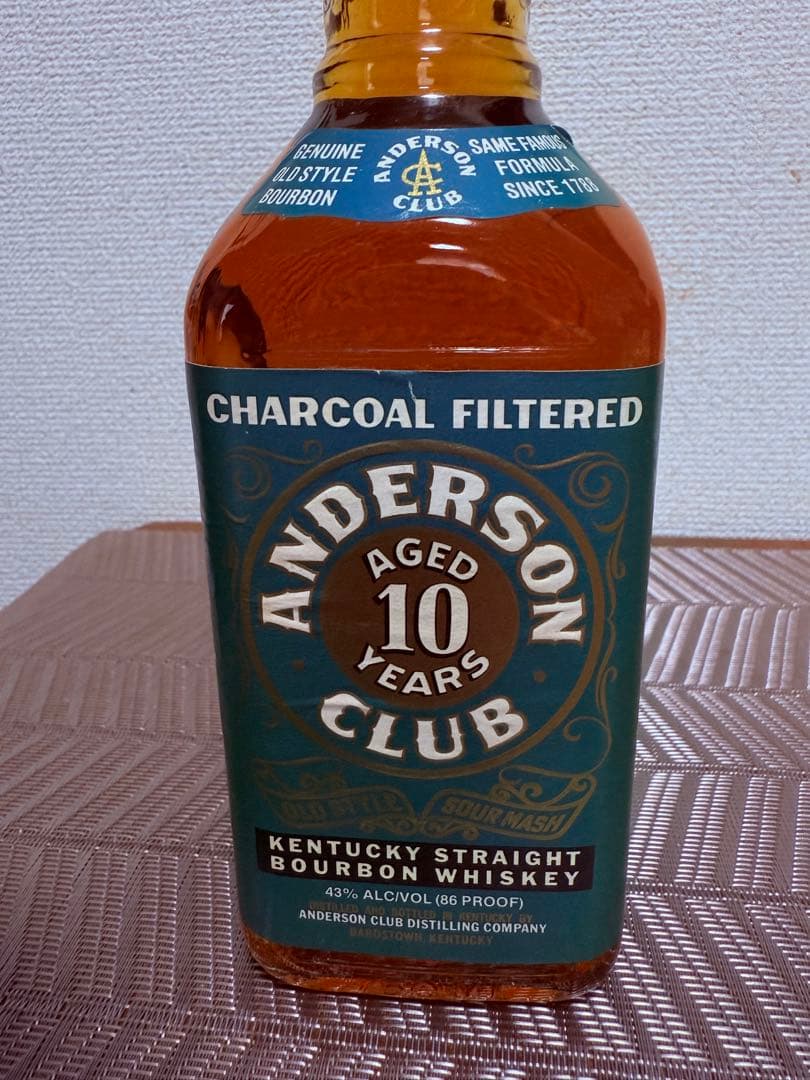 GENUINE
OLD STYLE
BOURBON
ANDERSON
CLUB
SAME FAMOUS
FORMULA
SINCE 1788
CHARCOAL FILTERED
ANDERSON
AGED
10
YEARS
CLUB
OLD STYLE
SOUR MASH
KENTUCKY STRAIGHT
BOURBON WHISKEY
43% ALC/VOL (86 PROOF)
DISTILLED AND BOTTLED IN KENTUCKY BY
ANDERSON CLUB DISTILLING COMPANY
BARDSTOWN, KENTUCKY